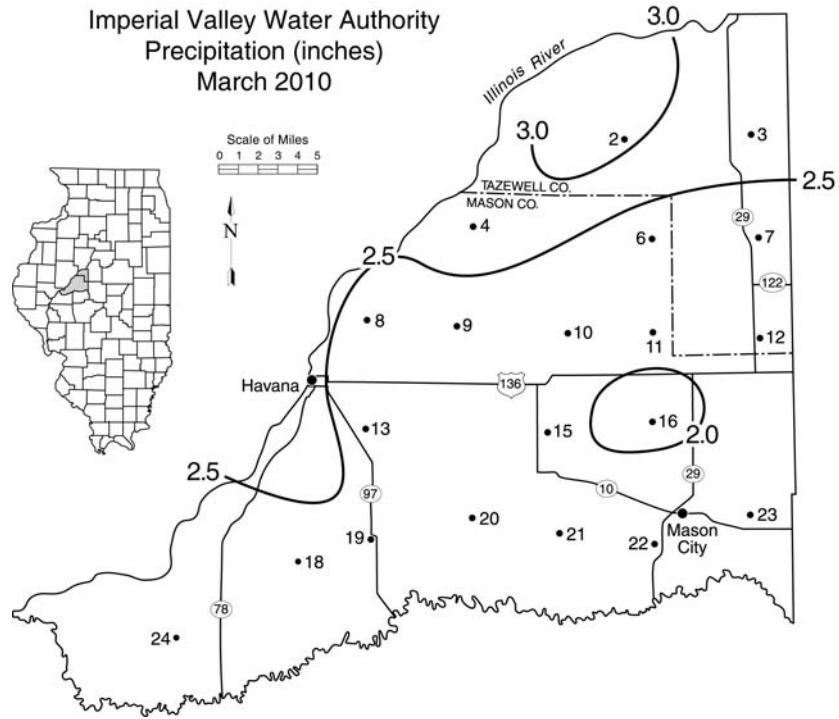 Imperial Valley Water Authority
Precipitation (inches)
March 2010
3.0
Illinois River
Scale of Miles
0 1 2 3 4 5
3.0
2
3
TAZEWELL CO.
MASON CO.
2.5
29
N
4
6
7
2.5
122
8
9
10
11
12
Havana
136
13
15
16
2.0
2.5
97
10
29
20
21
22
Mason
City
23
19
18
78
24